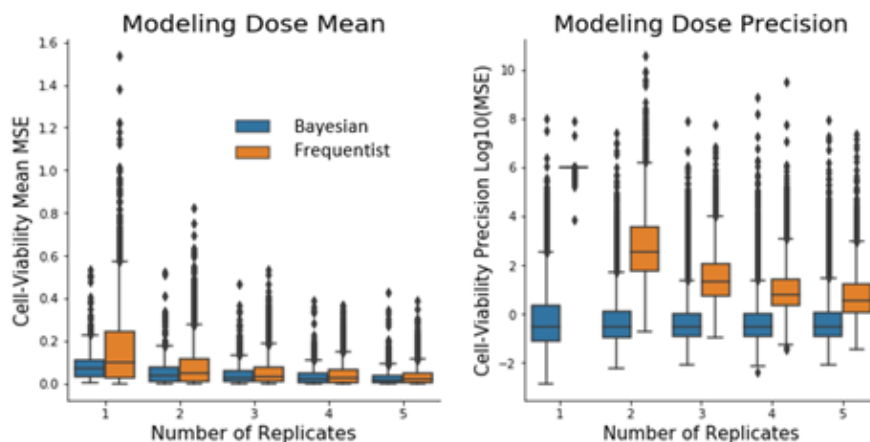 Modeling Dose Mean
Cell-Viability Mean MSE
1.6
1.4
1.2
1.0
0.8
0.6
0.4
0.2
0.0
Bayesian
Frequentist
1 2 3 4 5
Number of Replicates
Modeling Dose Precision
Cell-Viability Precision Log10(MSE)
10
8
6
4
2
0
−2
1 2 3 4 5
Number of Replicates